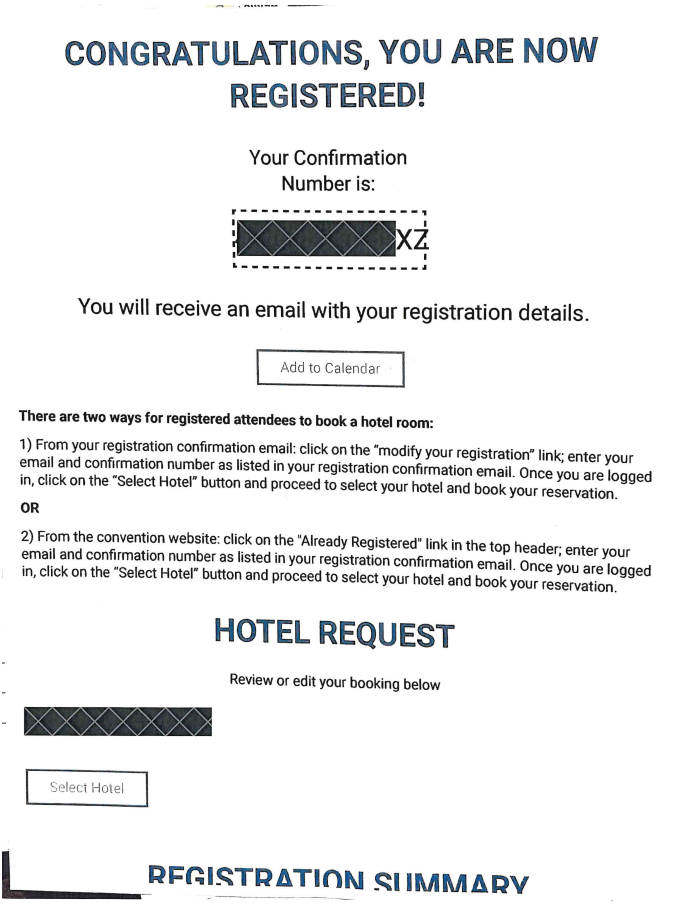 CONGRATULATIONS, YOU ARE NOW
REGISTERED!
Your Confirmation
Number is:
XZ
You will receive an email with your registration details.
Add to Calendar
There are two ways for registered attendees to book a hotel room:
1) From your registration confirmation email: click on the “modify your registration” link; enter your
email and confirmation number as listed in your registration confirmation email. Once you are logged
in, click on the “Select Hotel” button and proceed to select your hotel and book your reservation.
OR
2) From the convention website: click on the "Already Registered" link in the top header; enter your
email and confirmation number as listed in your registration confirmation email. Once you are logged
in, click on the “Select Hotel” button and proceed to select your hotel and book your reservation.
HOTEL REQUEST
Review or edit your booking below
Select Hotel
REGISTRATION SUMMARY